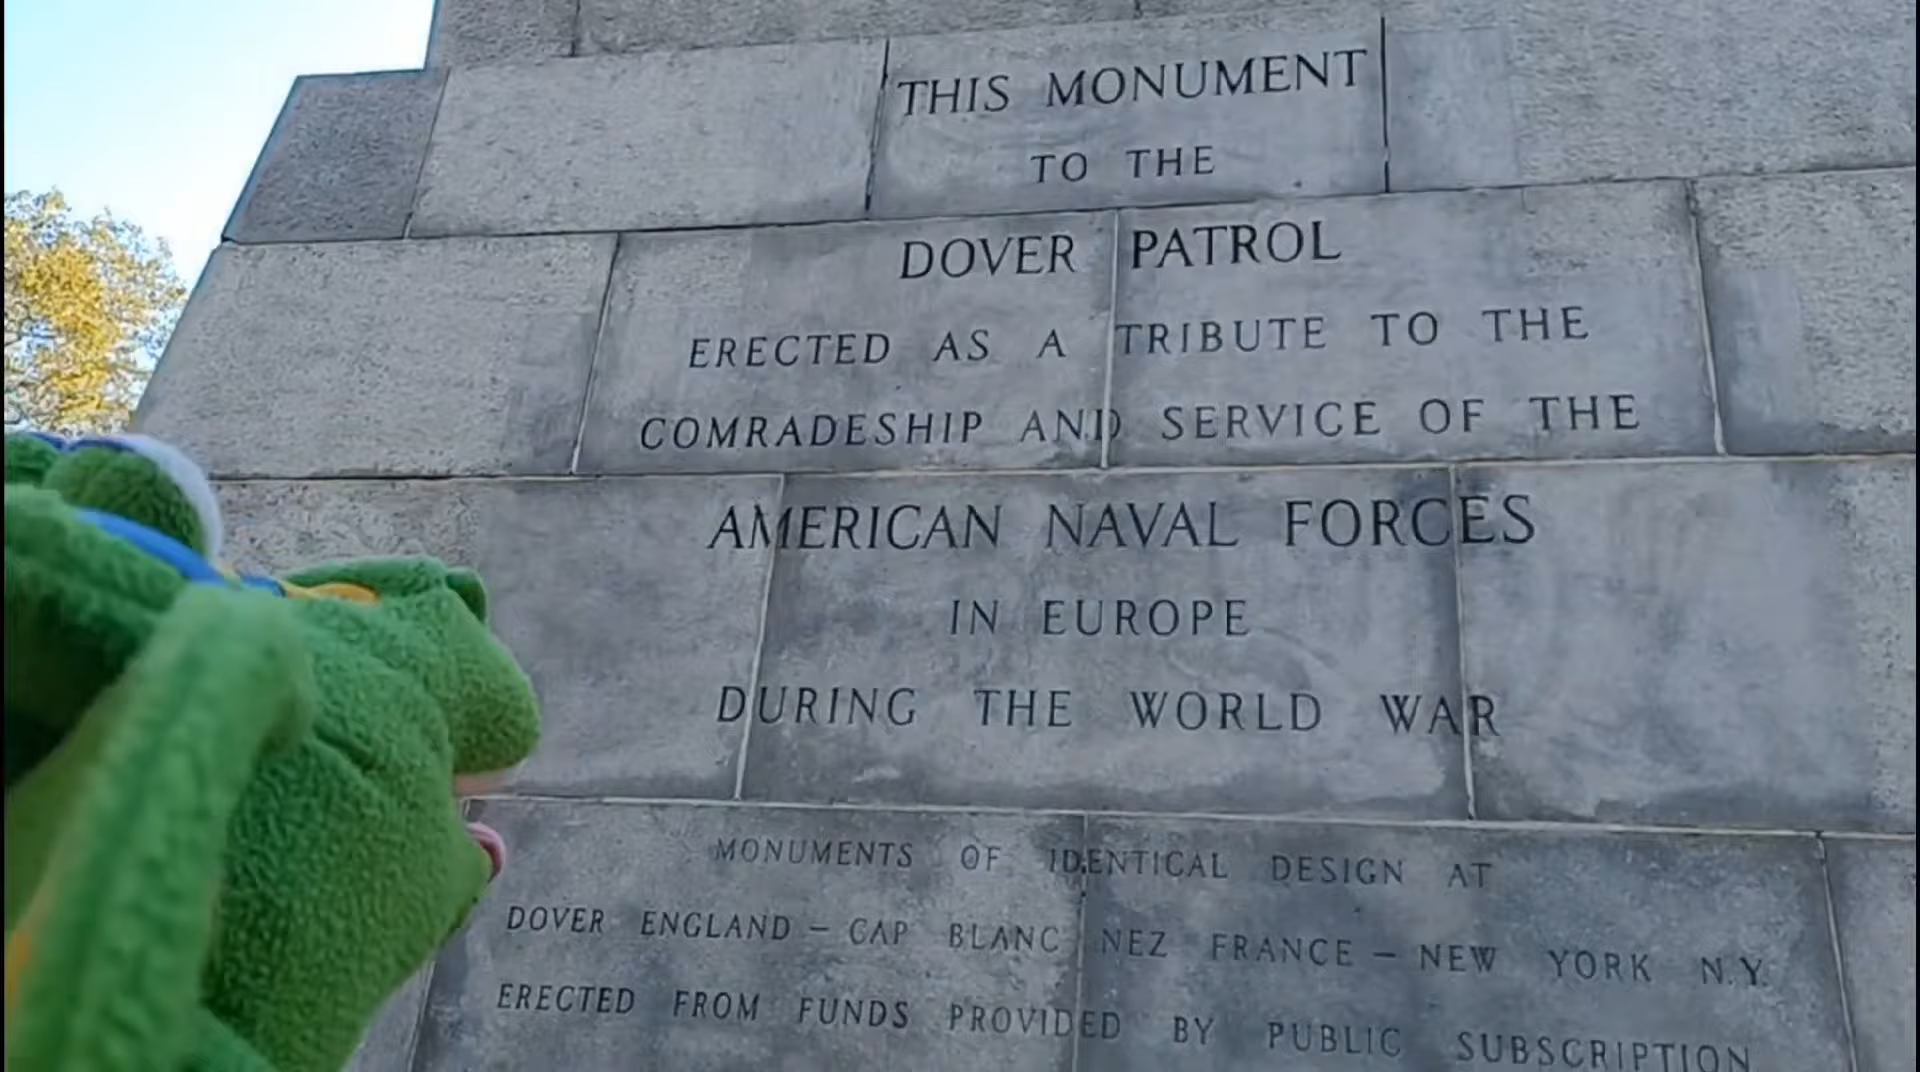 THIS MONUMENT
TO THE
DOVER PATROL
ERECTED AS A TRIBUTE TO THE
COMRADESHIP AND SERVICE OF THE
AMERICAN NAVAL FORCES
IN EUROPE
DURING THE WORLD WAR
MONUMENTS OF IDENTICAL DESIGN AT
DOVER ENGLAND – CAP BLANC NEZ FRANCE – NEW YORK N.Y.
ERECTED FROM FUNDS PROVIDED BY PUBLIC SUBSCRIPTION